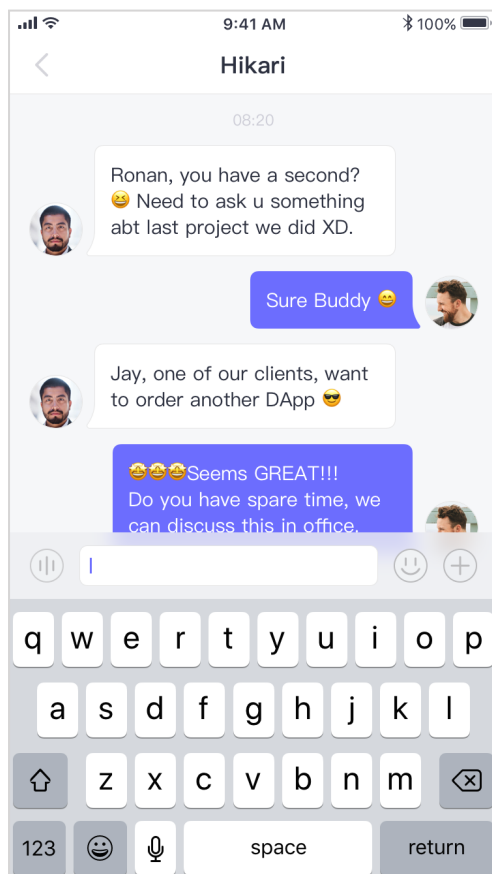 9:41 AM
100%
Hikari
08:20
Ronan, you have a second?
😆 Need to ask u something
abt last project we did XD.
Sure Buddy 😄
Jay, one of our clients, want
to order another DApp 😎
🤩🤩🤩Seems GREAT!!!
Do you have spare time, we
can discuss this in office.
q w e r t y u i o p
a s d f g h j k l
z x c v b n m
123 space return